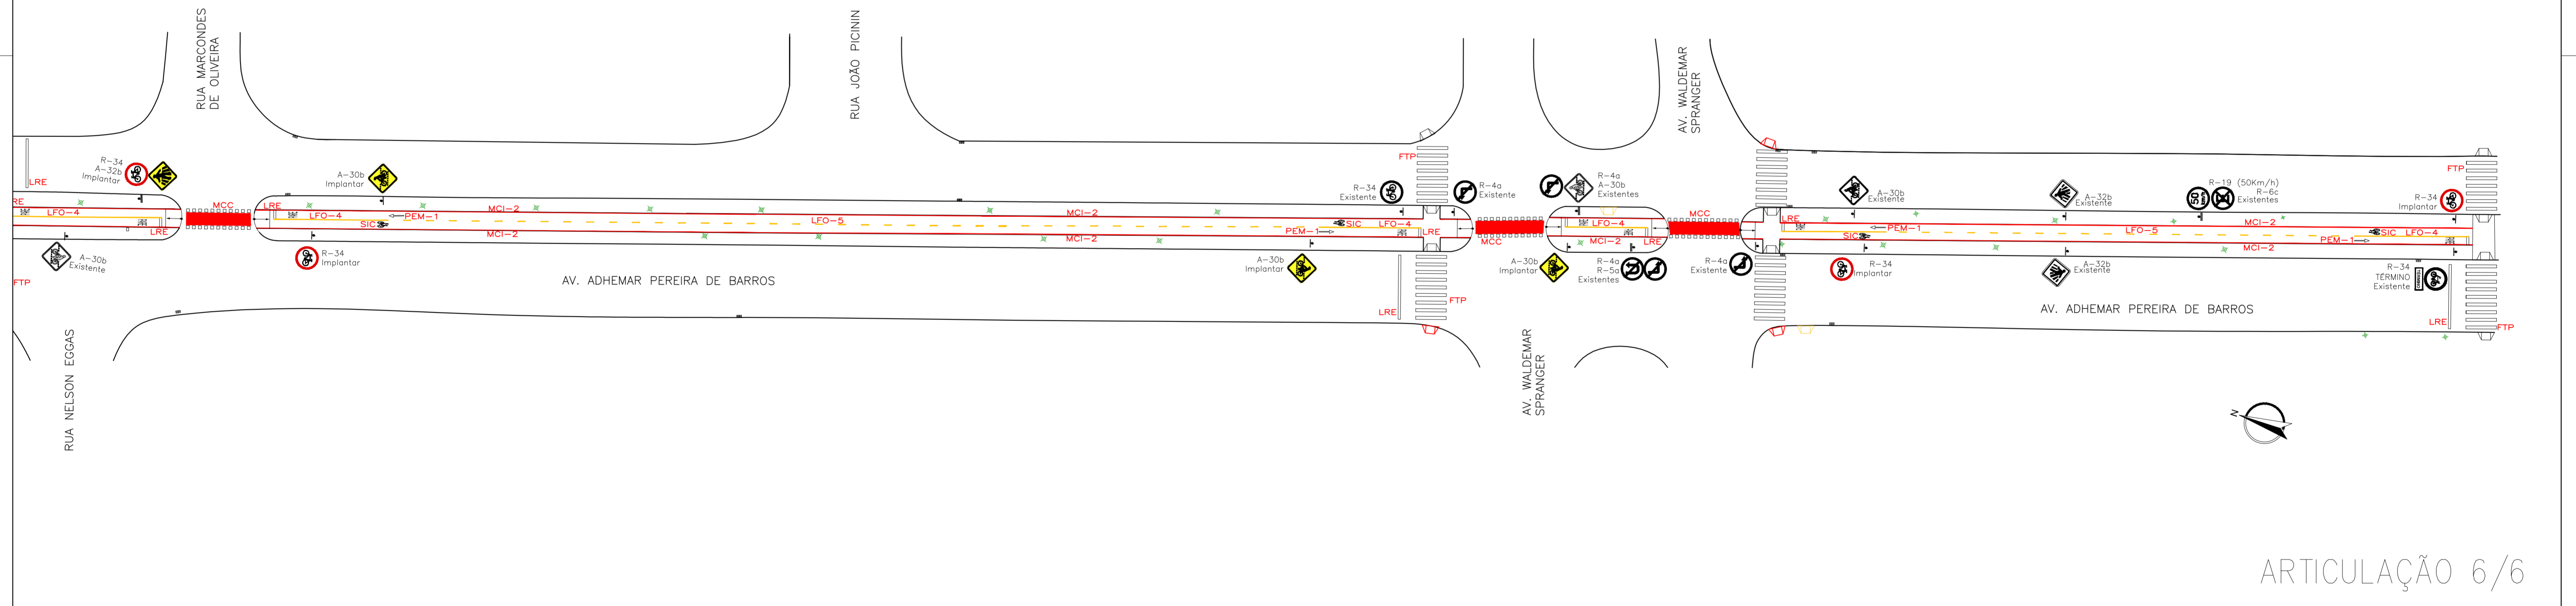 RUA MARCONDES
DE OLIVEIRA
RUA JOÃO PICININ
AV. WALDEMAR
SPRANGER
LRE
R-34
A-32b
Implantar
A-30b
Implantar
FTP
R-34
Existente
R-4a
Existente
R-4a
A-30b
Existentes
A-30b
Existente
A-32b
Existente
R-19 (50Km/h)
R-6c
Existentes
50
FTP
R-34
Implantar
RE
LFO-4
LRE
MCC
LRE
LFO-4
SIC
PEM-1
MCI-2
MCI-2
LFO-5
MCI-2
MCI-2
PEM-1
SIC
LFO-4
LRE
MCC
LFO-4
MCI-2
LRE
MCC
LRE
SIC
PEM-1
LFO-5
MCI-2
MCI-2
PEM-1
SIC
LFO-4
A-30b
Existente
R-34
Implantar
A-30b
Implantar
A-30b
Implantar
R-4a
R-5a
Existentes
R-4a
Existente
R-34
Implantar
A-32b
Existente
R-34
TÉRMINO
Existente
TÉRMINO
FTP
AV. ADHEMAR PEREIRA DE BARROS
LRE
FTP
AV. ADHEMAR PEREIRA DE BARROS
LRE
FTP
RUA NELSON EGGAS
AV. WALDEMAR
SPRANGER
N
ARTICULAÇÃO 6/6